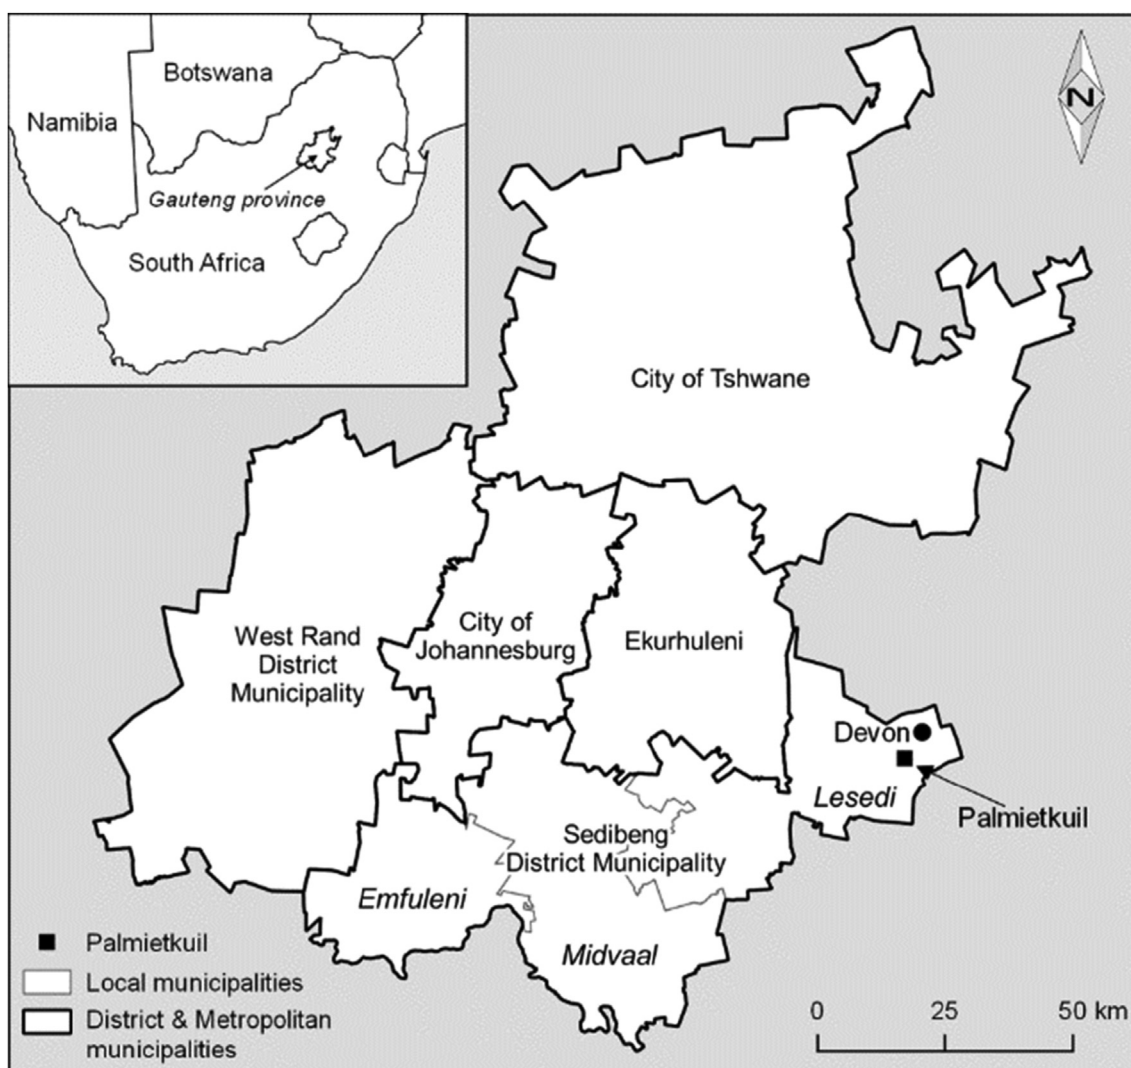 Botswana
Namibia
Gauteng province
South Africa
N
City of Tshwane
West Rand
District
Municipality
City of
Johannesburg
Ekurhuleni
Devon
Lesedi
Palmietkuil
Sedibeng
District Municipality
Emfuleni
Midvaal
Palmietkuil
Local municipalities
District & Metropolitan
municipalities
0 25 50 km